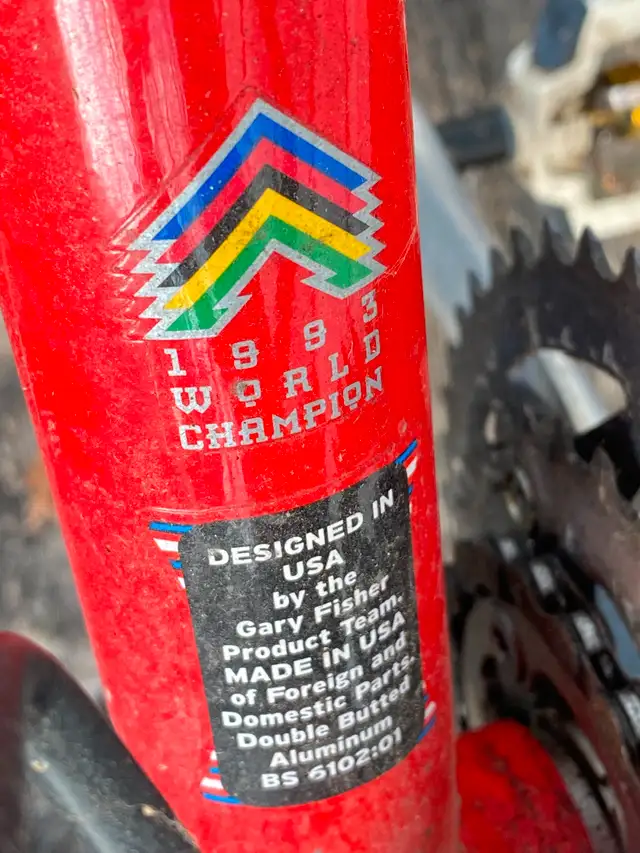 1993
WORLD
CHAMPION
DESIGNED IN
USA
by the
Gary Fisher
Product Team.
MADE IN USA
of Foreign and
Domestic Parts.
Double Butted
Aluminum
BS 6102:01